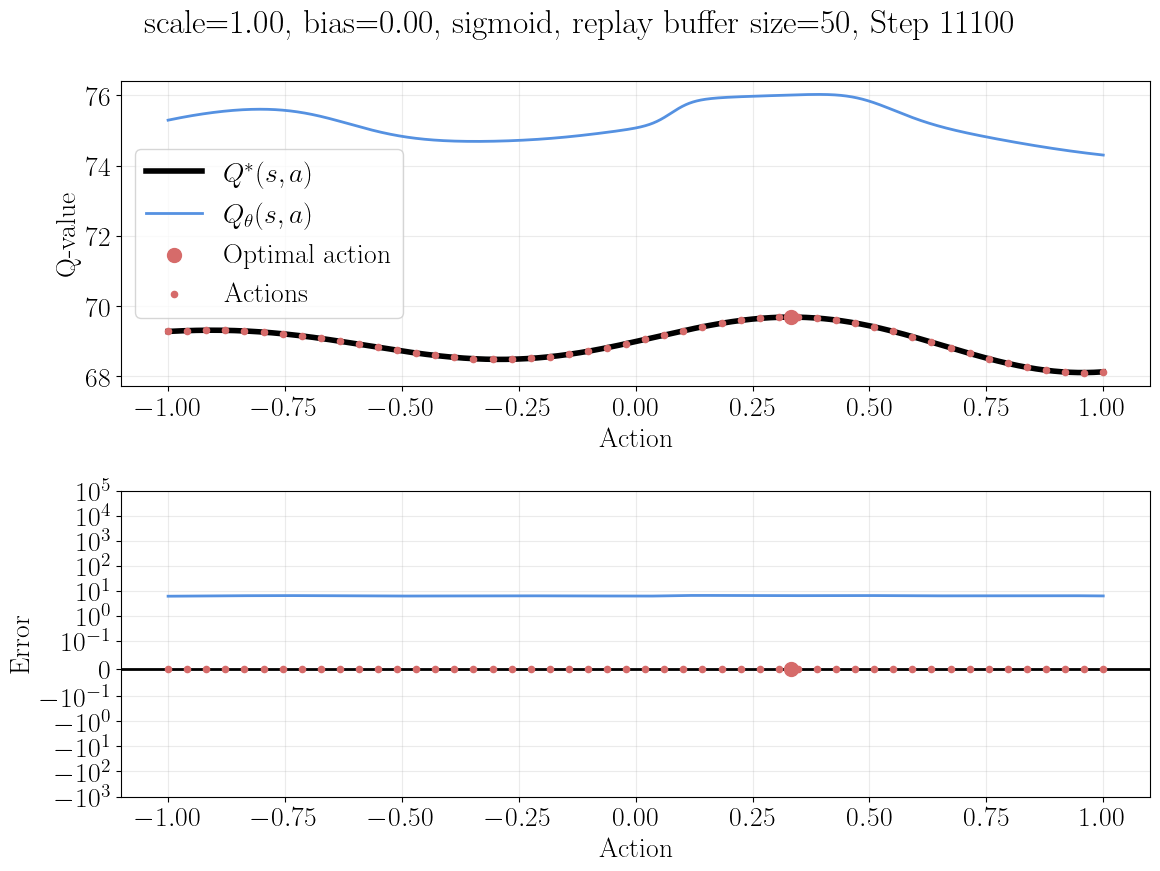 scale=1.00, bias=0.00, sigmoid, replay buffer size=50, Step 11100
76
74
72
70
68
Q-value
Q*(s, a)
Q_θ(s, a)
Optimal action
Actions
−1.00 −0.75 −0.50 −0.25 0.00 0.25 0.50 0.75 1.00
Action
10^5
10^4
10^3
10^2
10^1
10^0
10^−1
0
−10^−1
−10^0
−10^1
−10^2
−10^3
Error
−1.00 −0.75 −0.50 −0.25 0.00 0.25 0.50 0.75 1.00
Action